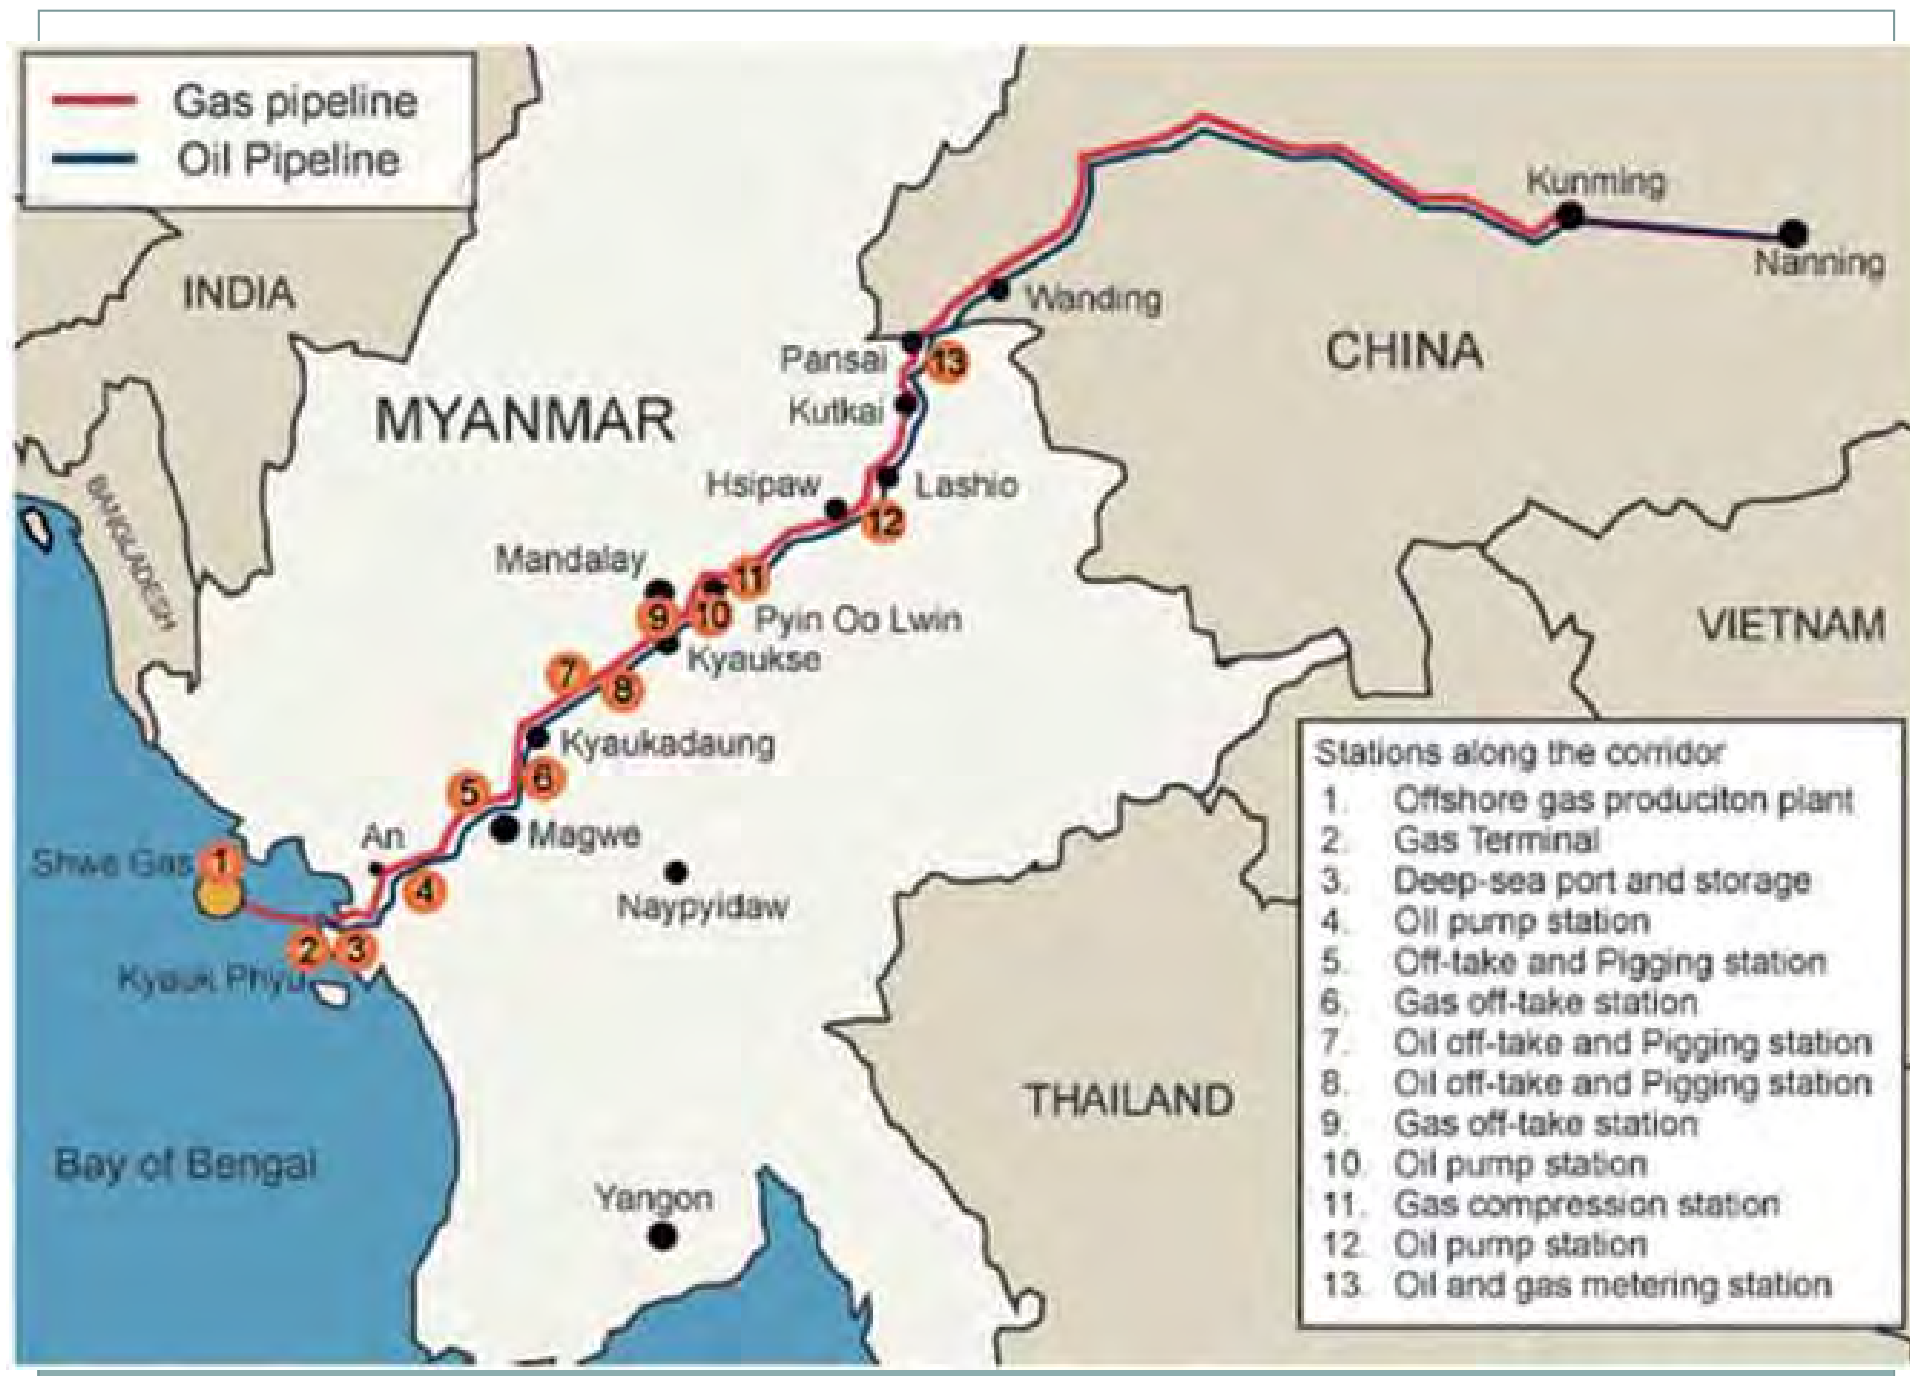 Gas pipeline
Oil Pipeline
INDIA
BANGLADESH
MYANMAR
CHINA
VIETNAM
THAILAND
Kunming
Nanning
Wanding
Pansai
13
Kutkai
Hsipaw
Lashio
12
Mandalay
11
9
10
Pyin Oo Lwin
Kyaukse
7
8
Kyaukadaung
5
6
An
Magwe
Shwe Gas
1
4
Naypyidaw
2
3
Kyauk Phyu
Bay of Bengal
Yangon
Stations along the corridor
1. Offshore gas produciton plant
2. Gas Terminal
3. Deep-sea port and storage
4. Oil pump station
5. Off-take and Pigging station
6. Gas off-take station
7. Oil off-take and Pigging station
8. Oil off-take and Pigging station
9. Gas off-take station
10. Oil pump station
11. Gas compression station
12. Oil pump station
13. Oil and gas metering station